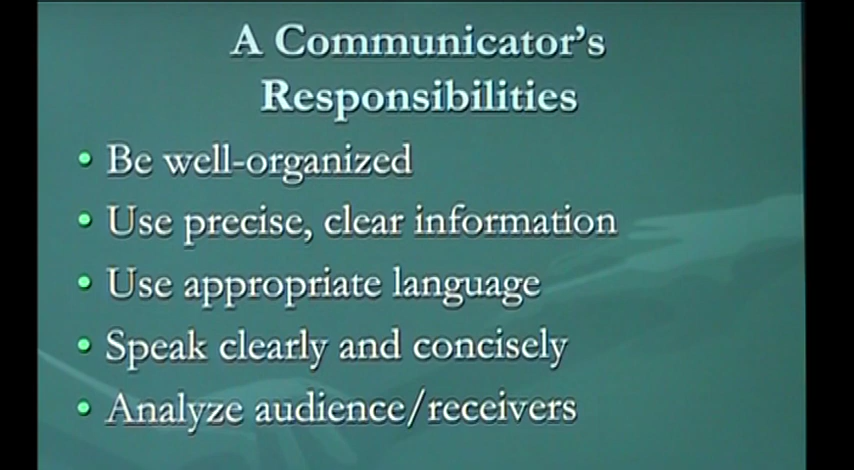 A Communicator's
Responsibilities
• Be well-organized
• Use precise, clear information
• Use appropriate language
• Speak clearly and concisely
• Analyze audience/receivers